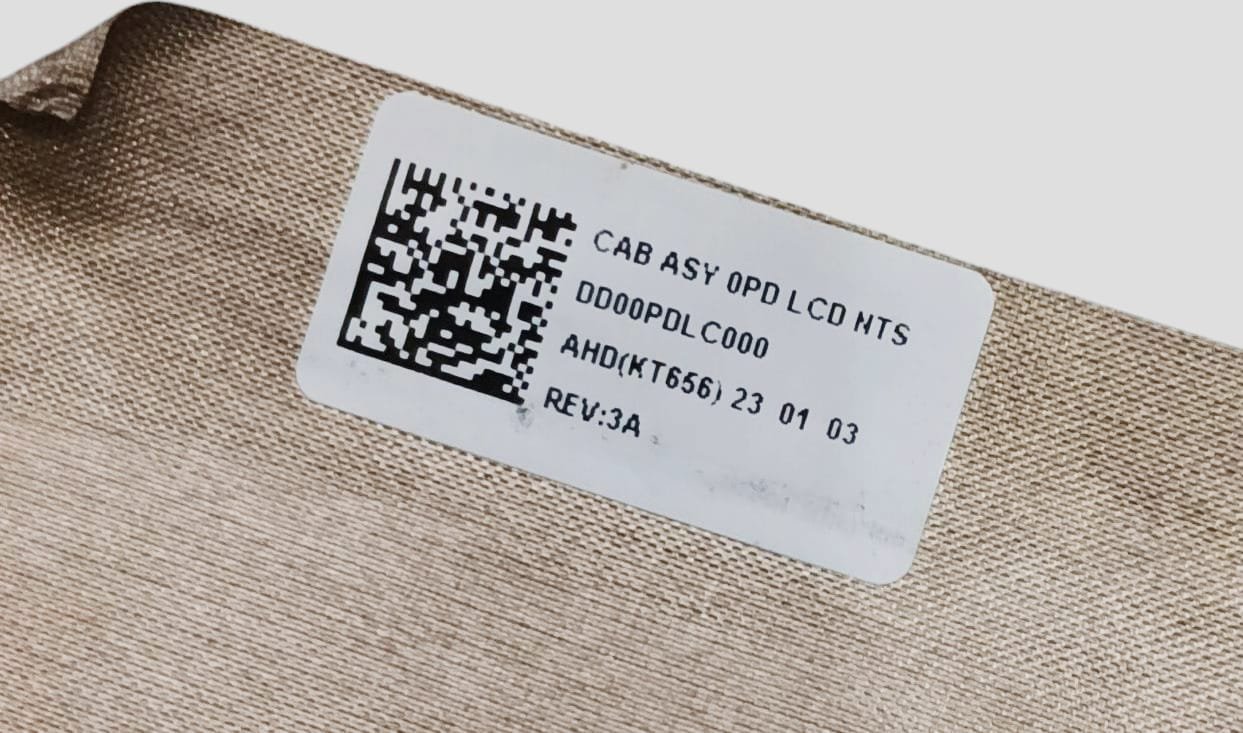 CAB ASY 0PD LCD NTS
DD00PDLC000
AHD(KT656) 23 01 03
REV:3A